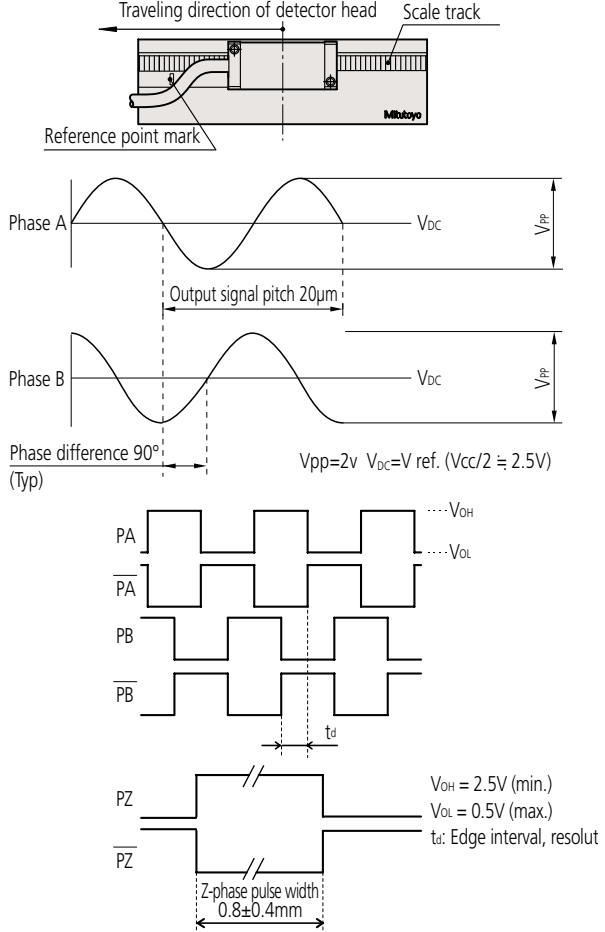 Traveling direction of detector head
Scale track
Mitutoyo
Reference point mark
Phase A
VDC
VPP
Output signal pitch 20µm
Phase B
VDC
VPP
Phase difference 90°
(Typ)
Vpp=2v VDC=V ref. (Vcc/2 ≒ 2.5V)
VOH
PA
VOL
PA
PB
PB
td
PZ
VOH = 2.5V (min.)
VOL = 0.5V (max.)
td: Edge interval, resolut
PZ
Z-phase pulse width
0.8±0.4mm